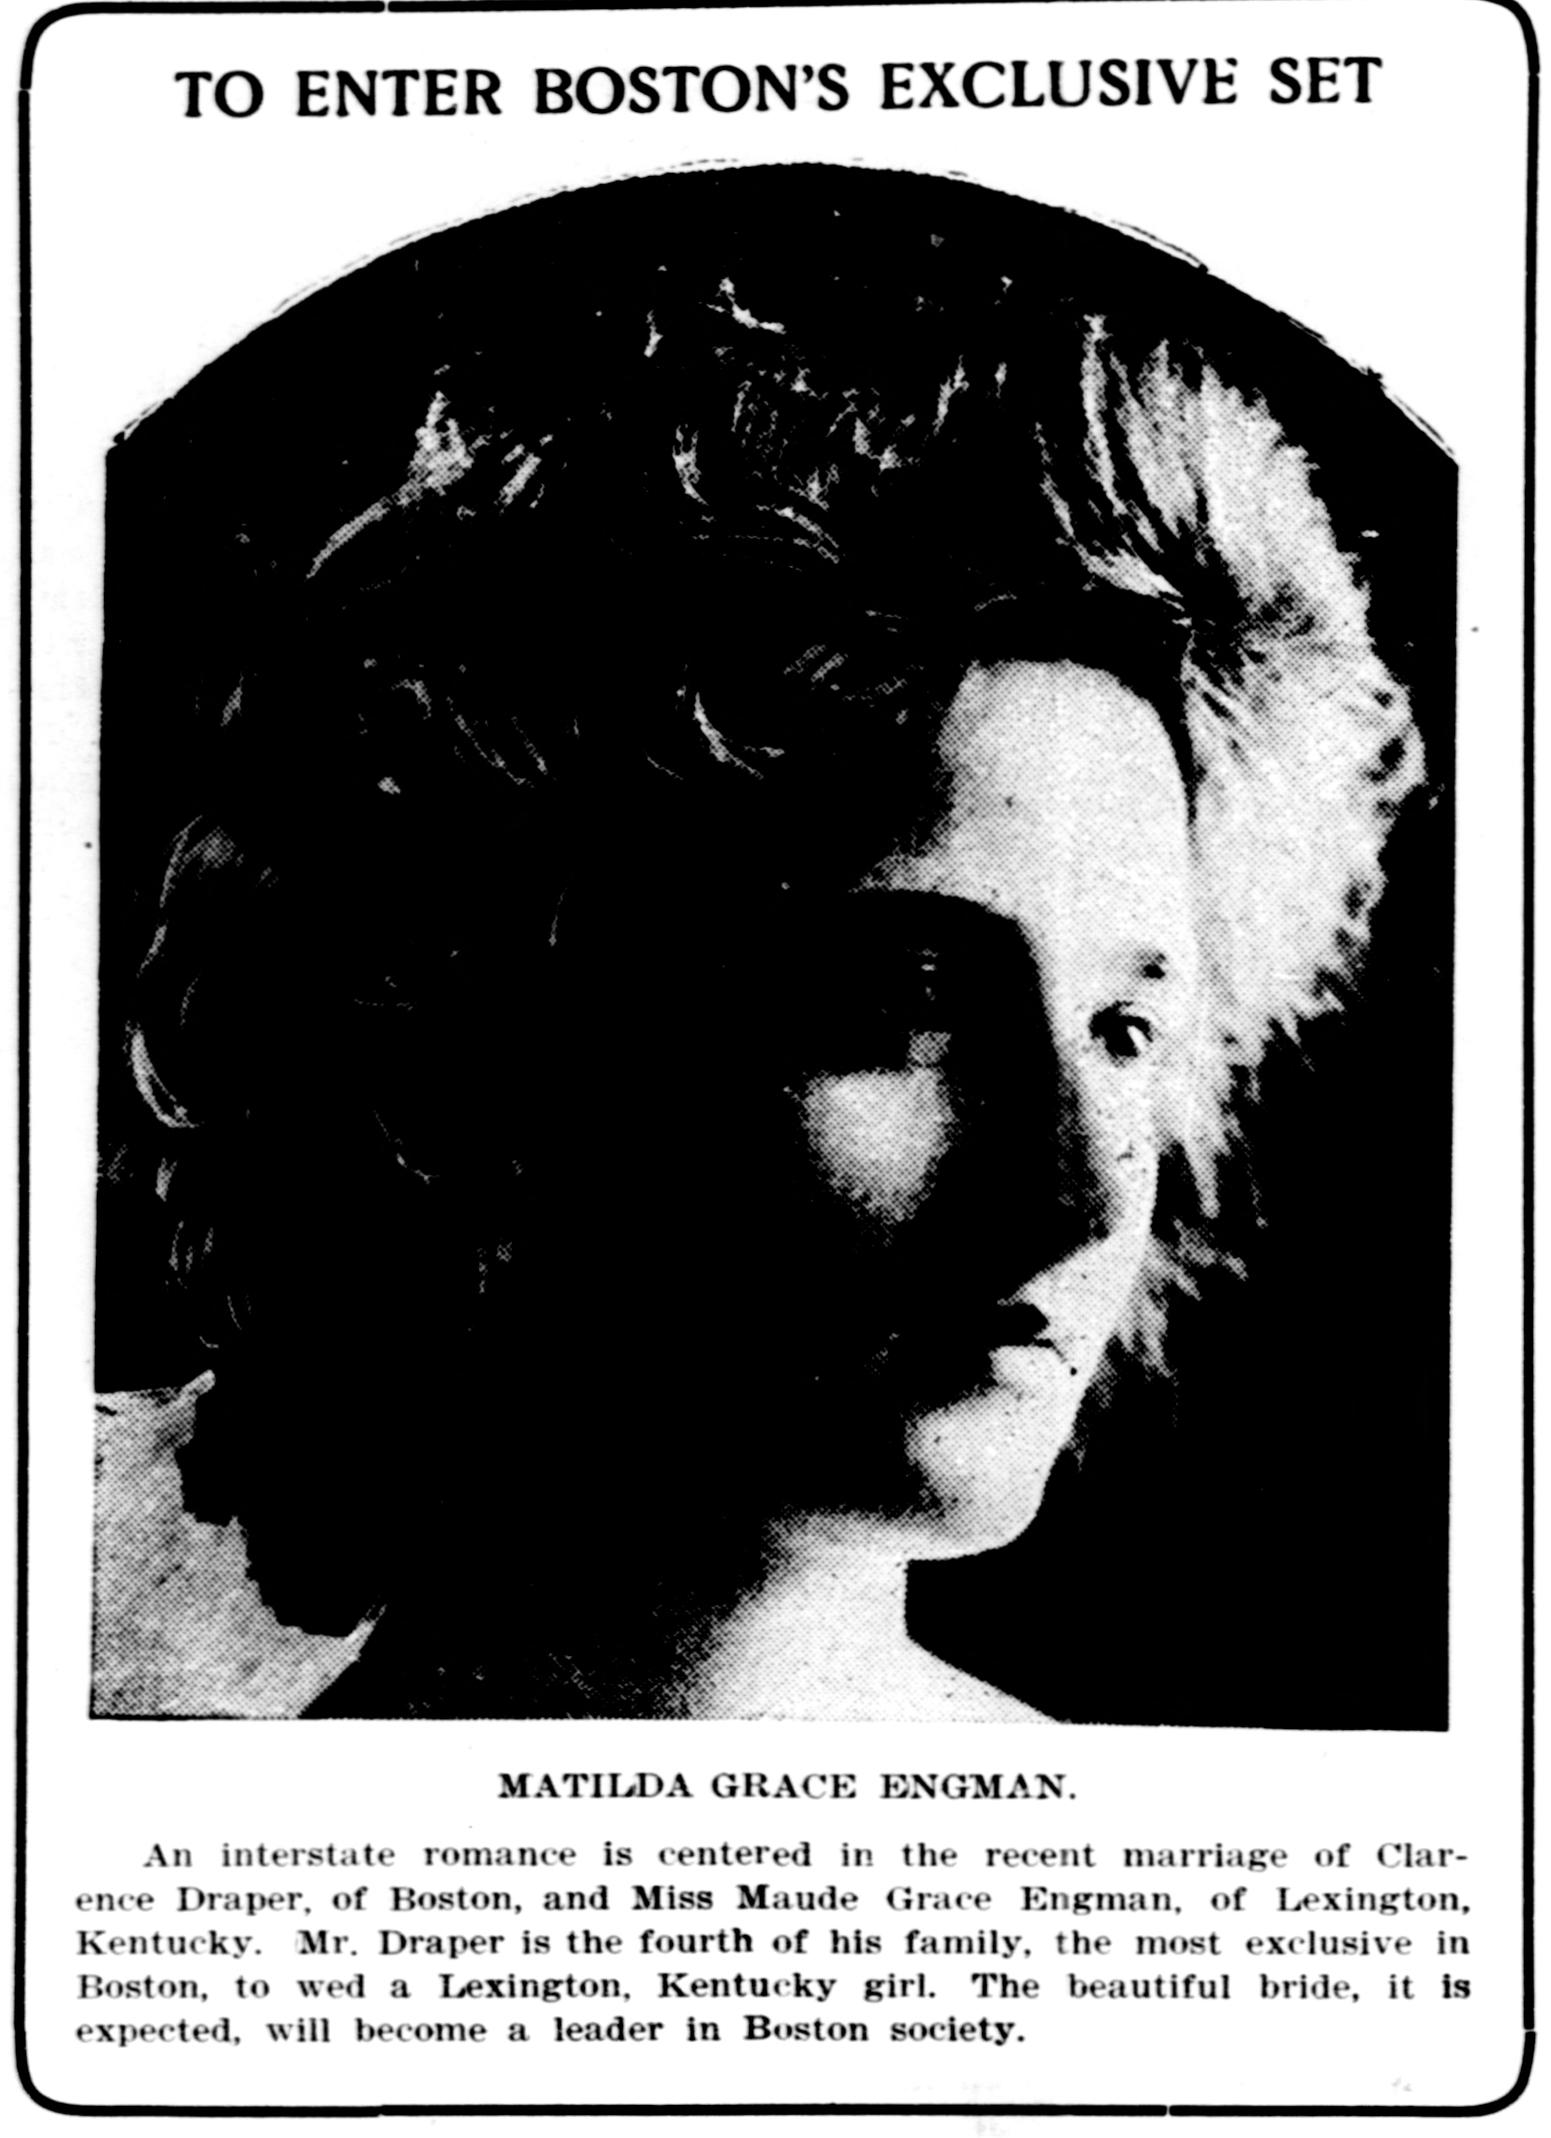 TO ENTER BOSTON'S EXCLUSIVE SET
MATILDA GRACE ENGMAN.
An interstate romance is centered in the recent marriage of Clar-
ence Draper, of Boston, and Miss Maude Grace Engman, of Lexington,
Kentucky. Mr. Draper is the fourth of his family, the most exclusive in
Boston, to wed a Lexington, Kentucky girl. The beautiful bride, it is
expected, will become a leader in Boston society.